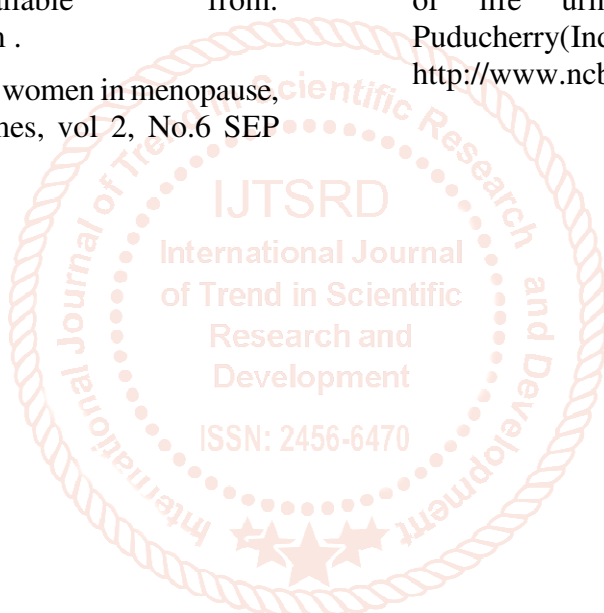 ailable from:
n .
women in menopause,
nes, vol 2, No.6 SEP
of life urin
Puducherry(Ind
http://www.ncb
International Journal of Trend in Scientific Research and Development
IJTSRD
International Journal
of Trend in Scientific
Research and
Development
ISSN: 2456-6470